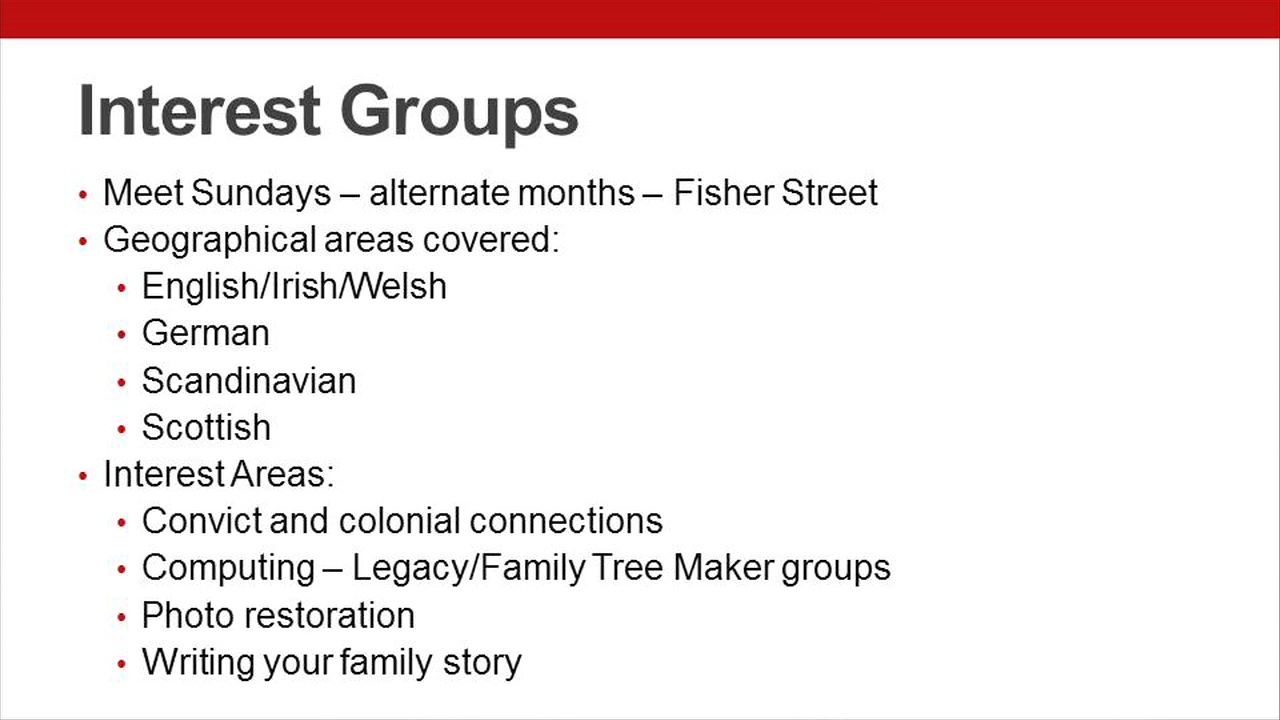 Interest Groups
• Meet Sundays – alternate months – Fisher Street
• Geographical areas covered:
• English/Irish/Welsh
• German
• Scandinavian
• Scottish
• Interest Areas:
• Convict and colonial connections
• Computing – Legacy/Family Tree Maker groups
• Photo restoration
• Writing your family story